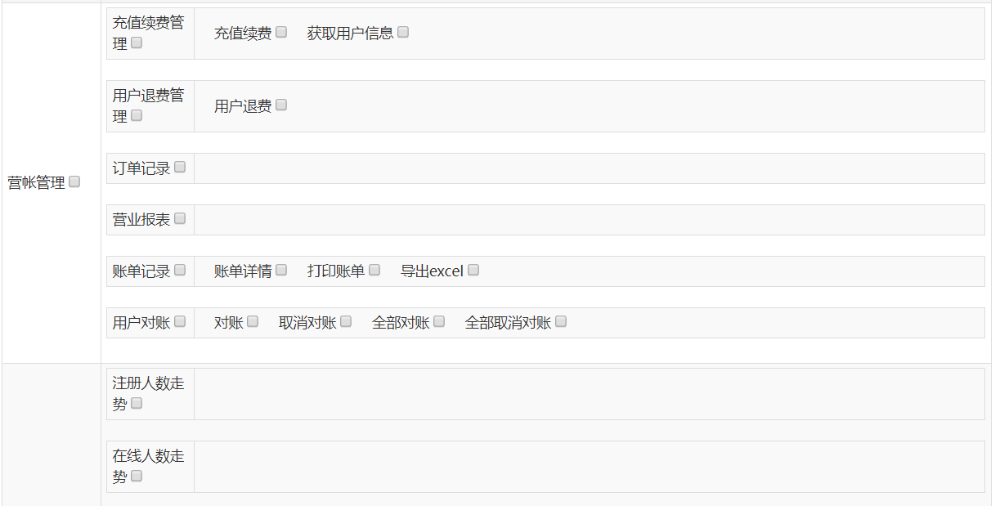 充值续费管
理
充值续费 获取用户信息
用户退费管
理
用户退费
订单记录
营帐管理
营业报表
账单记录 账单详情 打印账单 导出excel
用户对账 对账 取消对账 全部对账 全部取消对账
注册人数走
势
在线人数走
势